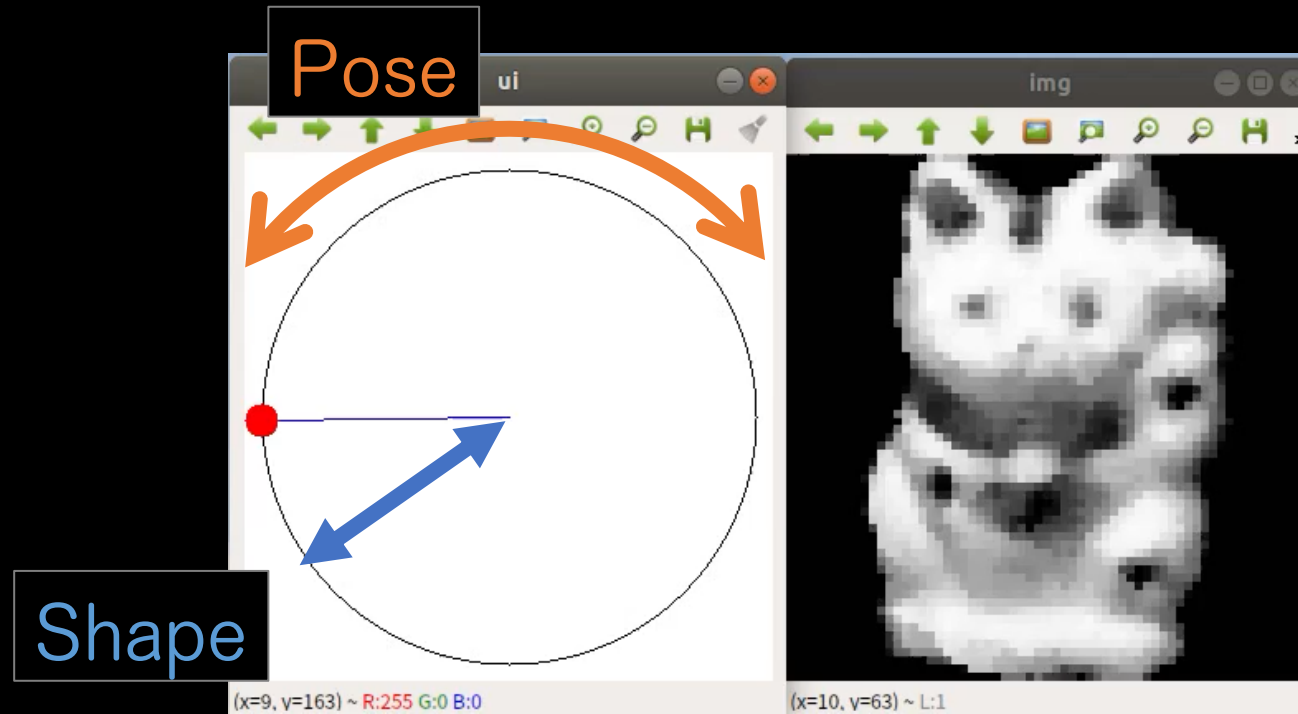 Pose
ui
img
Shape
(x=9, y=163) ~ R:255 G:0 B:0
(x=10, y=63) ~ L:1